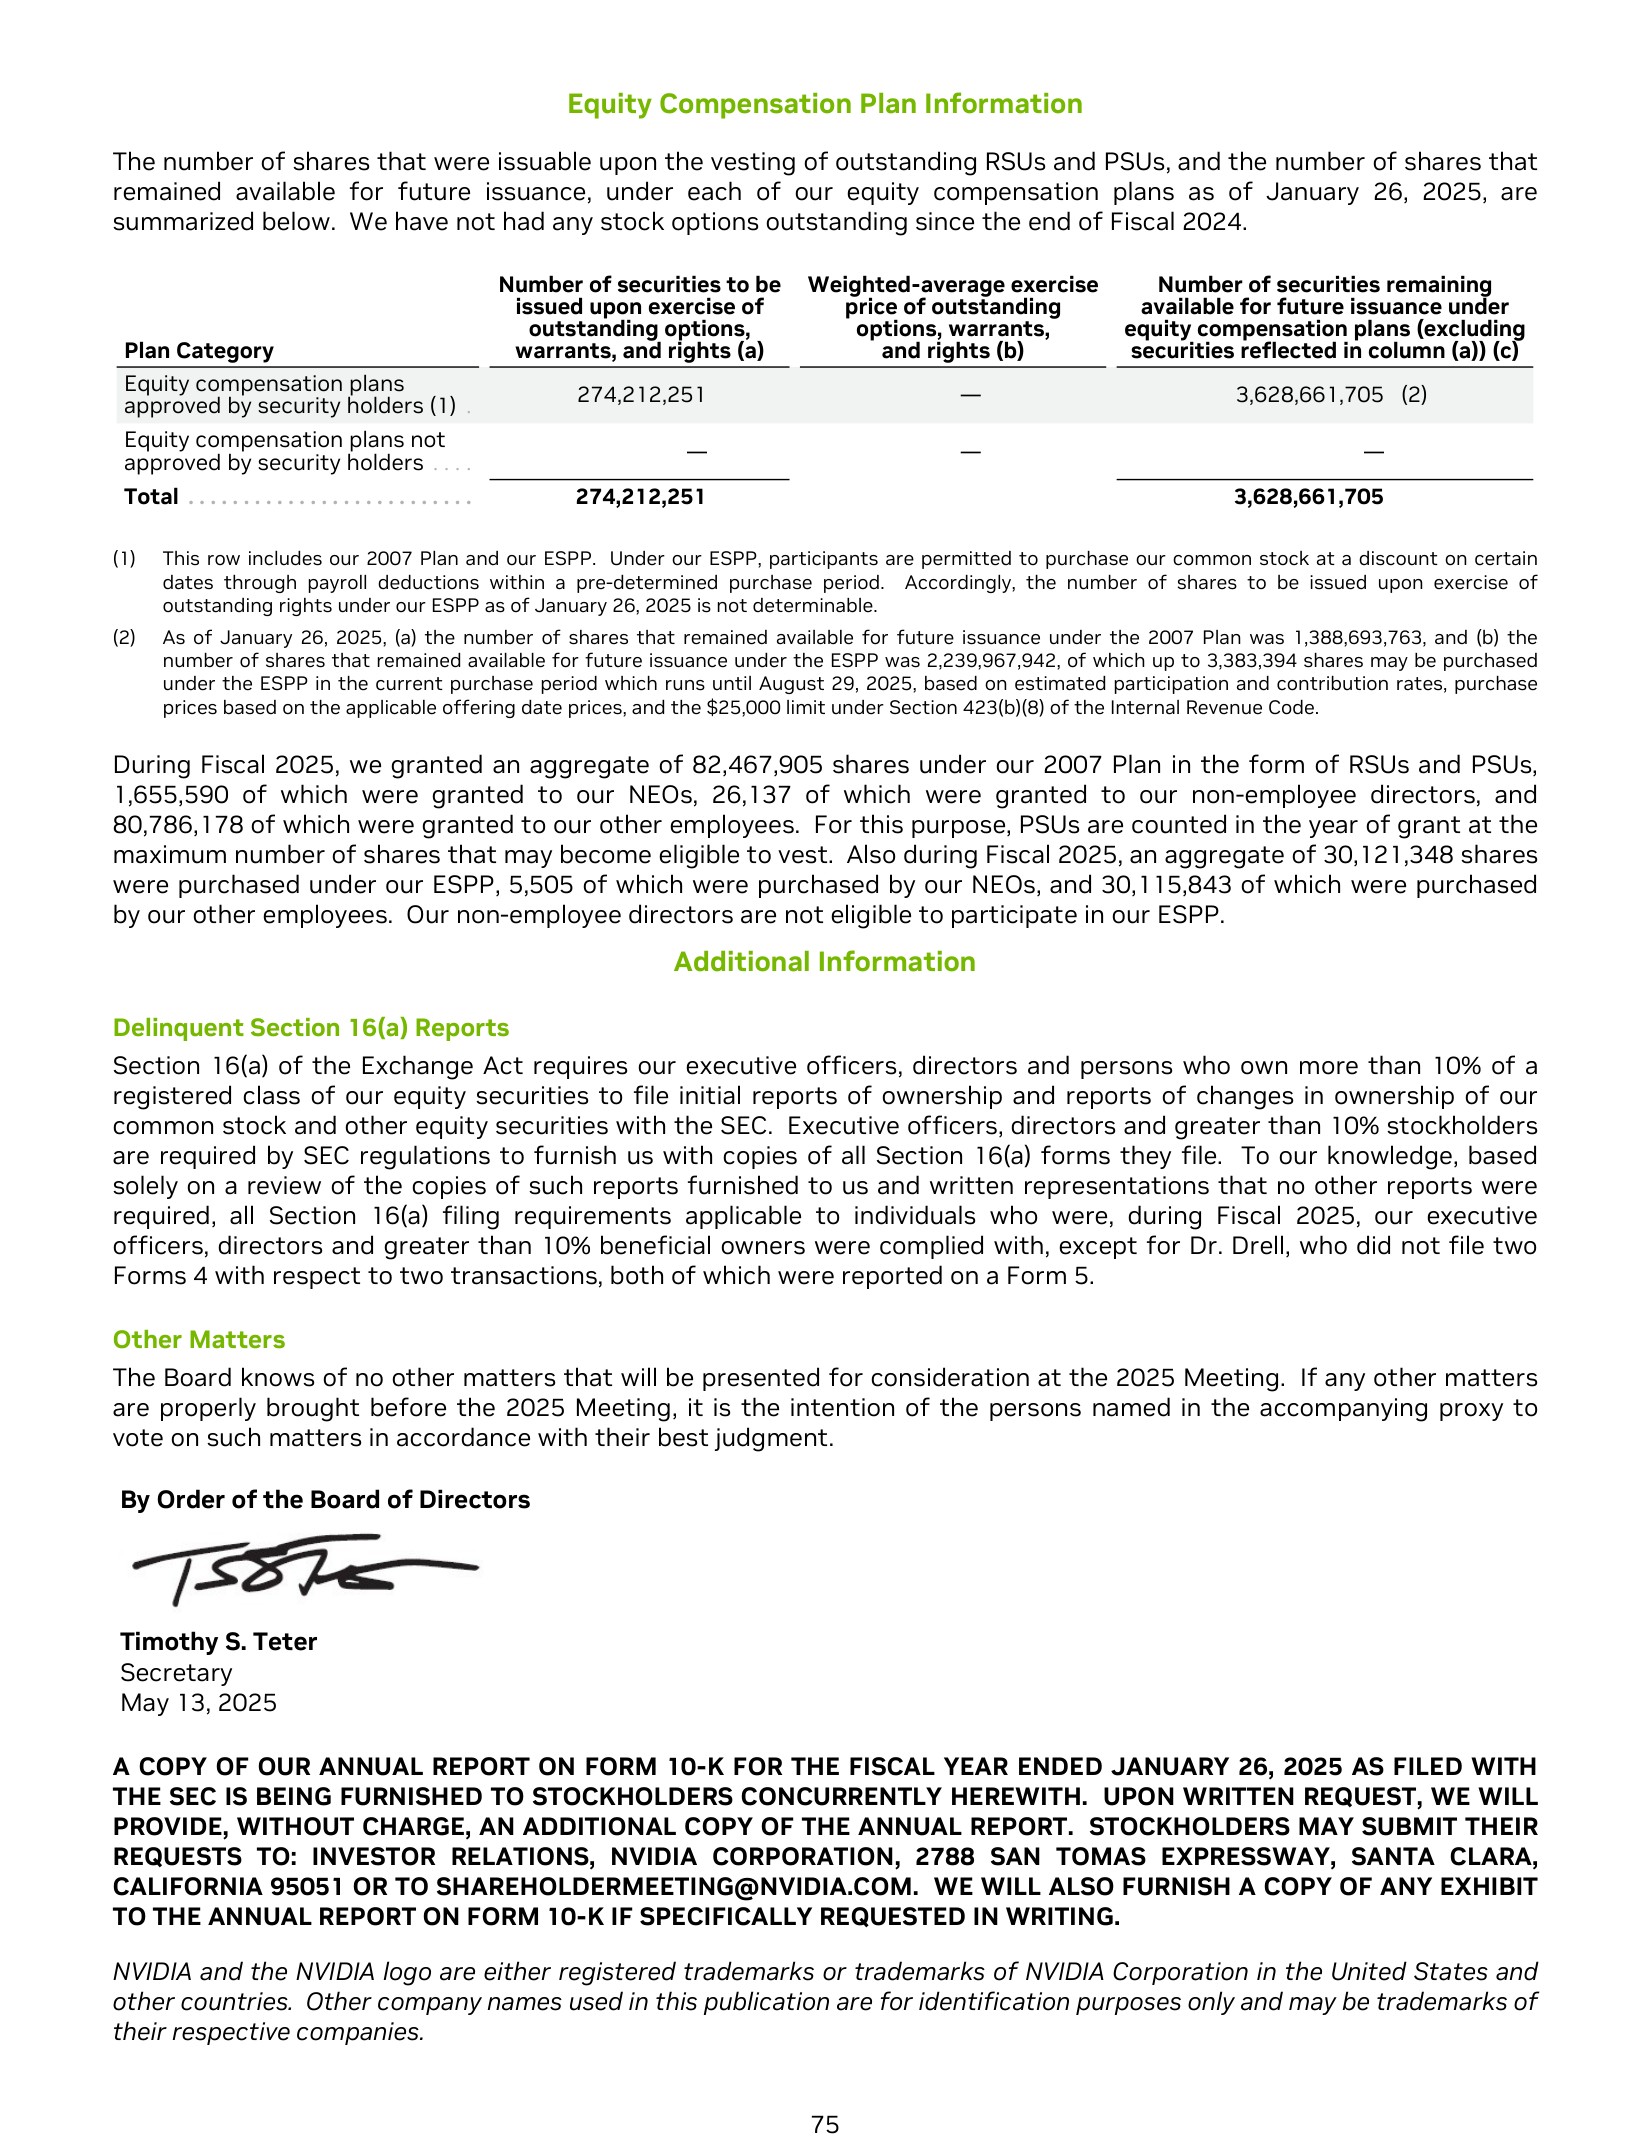 Equity Compensation Plan Information
The number of shares that were issuable upon the vesting of outstanding RSUs and PSUs, and the number of shares that
remained available for future issuance, under each of our equity compensation plans as of January 26, 2025, are
summarized below. We have not had any stock options outstanding since the end of Fiscal 2024.
Plan Category
Number of securities to be
issued upon exercise of
outstanding options,
warrants, and rights (a)
Weighted-average exercise
price of outstanding
options, warrants,
and rights (b)
Number of securities remaining
available for future issuance under
equity compensation plans (excluding
securities reflected in column (a)) (c)
Equity compensation plans
approved by security holders (1) . 274,212,251 — 3,628,661,705 (2)
Equity compensation plans not
approved by security holders . . . . — — —
Total . . . . . . . . . . . . . . . . . . . . . . . . . . 274,212,251 3,628,661,705
(1) This row includes our 2007 Plan and our ESPP. Under our ESPP, participants are permitted to purchase our common stock at a discount on certain
dates through payroll deductions within a pre-determined purchase period. Accordingly, the number of shares to be issued upon exercise of
outstanding rights under our ESPP as of January 26, 2025 is not determinable.
(2) As of January 26, 2025, (a) the number of shares that remained available for future issuance under the 2007 Plan was 1,388,693,763, and (b) the
number of shares that remained available for future issuance under the ESPP was 2,239,967,942, of which up to 3,383,394 shares may be purchased
under the ESPP in the current purchase period which runs until August 29, 2025, based on estimated participation and contribution rates, purchase
prices based on the applicable offering date prices, and the $25,000 limit under Section 423(b)(8) of the Internal Revenue Code.
During Fiscal 2025, we granted an aggregate of 82,467,905 shares under our 2007 Plan in the form of RSUs and PSUs,
1,655,590 of which were granted to our NEOs, 26,137 of which were granted to our non-employee directors, and
80,786,178 of which were granted to our other employees. For this purpose, PSUs are counted in the year of grant at the
maximum number of shares that may become eligible to vest. Also during Fiscal 2025, an aggregate of 30,121,348 shares
were purchased under our ESPP, 5,505 of which were purchased by our NEOs, and 30,115,843 of which were purchased
by our other employees. Our non-employee directors are not eligible to participate in our ESPP.
Additional Information
Delinquent Section 16(a) Reports
Section 16(a) of the Exchange Act requires our executive officers, directors and persons who own more than 10% of a
registered class of our equity securities to file initial reports of ownership and reports of changes in ownership of our
common stock and other equity securities with the SEC. Executive officers, directors and greater than 10% stockholders
are required by SEC regulations to furnish us with copies of all Section 16(a) forms they file. To our knowledge, based
solely on a review of the copies of such reports furnished to us and written representations that no other reports were
required, all Section 16(a) filing requirements applicable to individuals who were, during Fiscal 2025, our executive
officers, directors and greater than 10% beneficial owners were complied with, except for Dr. Drell, who did not file two
Forms 4 with respect to two transactions, both of which were reported on a Form 5.
Other Matters
The Board knows of no other matters that will be presented for consideration at the 2025 Meeting. If any other matters
are properly brought before the 2025 Meeting, it is the intention of the persons named in the accompanying proxy to
vote on such matters in accordance with their best judgment.
By Order of the Board of Directors
Timothy S. Teter
Secretary
May 13, 2025
A COPY OF OUR ANNUAL REPORT ON FORM 10-K FOR THE FISCAL YEAR ENDED JANUARY 26, 2025 AS FILED WITH
THE SEC IS BEING FURNISHED TO STOCKHOLDERS CONCURRENTLY HEREWITH. UPON WRITTEN REQUEST, WE WILL
PROVIDE, WITHOUT CHARGE, AN ADDITIONAL COPY OF THE ANNUAL REPORT. STOCKHOLDERS MAY SUBMIT THEIR
REQUESTS TO: INVESTOR RELATIONS, NVIDIA CORPORATION, 2788 SAN TOMAS EXPRESSWAY, SANTA CLARA,
CALIFORNIA 95051 OR TO SHAREHOLDERMEETING@NVIDIA.COM. WE WILL ALSO FURNISH A COPY OF ANY EXHIBIT
TO THE ANNUAL REPORT ON FORM 10-K IF SPECIFICALLY REQUESTED IN WRITING.
NVIDIA and the NVIDIA logo are either registered trademarks or trademarks of NVIDIA Corporation in the United States and
other countries. Other company names used in this publication are for identification purposes only and may be trademarks of
their respective companies.
75